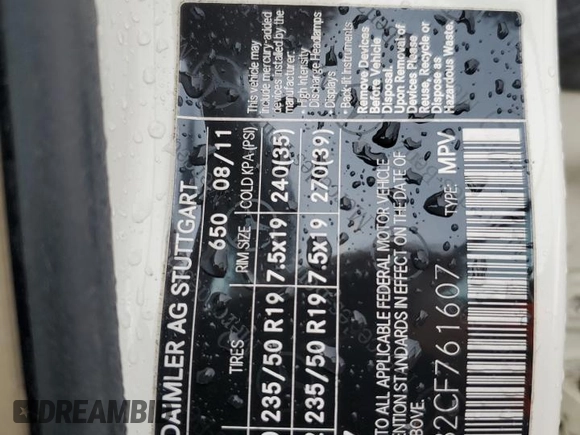 DAIMLER AG STUTTGART
650 08/11
TIRES RIM SIZE COLD KPA(PSI)
235/50 R19 7.5x19 240(35)
235/50 R19 7.5x19 270(39)
TO ALL APPLICABLE FEDERAL MOTOR VEHICLE
STANDARDS IN EFFECT ON THE DATE OF
ABOVE.
2CF761607 TYPE: MPV
This vehicle may
include mercury-added
devices installed by the
manufacturer:
· High Intensity
Discharge Headlamps
· Back lit Instruments
Displays
Remove Devices
Before Vehicle
Disposal.
Upon Removal of
Devices Please
Reuse, Recycle or
Dispose as
Hazardous Waste.
DREAMBI